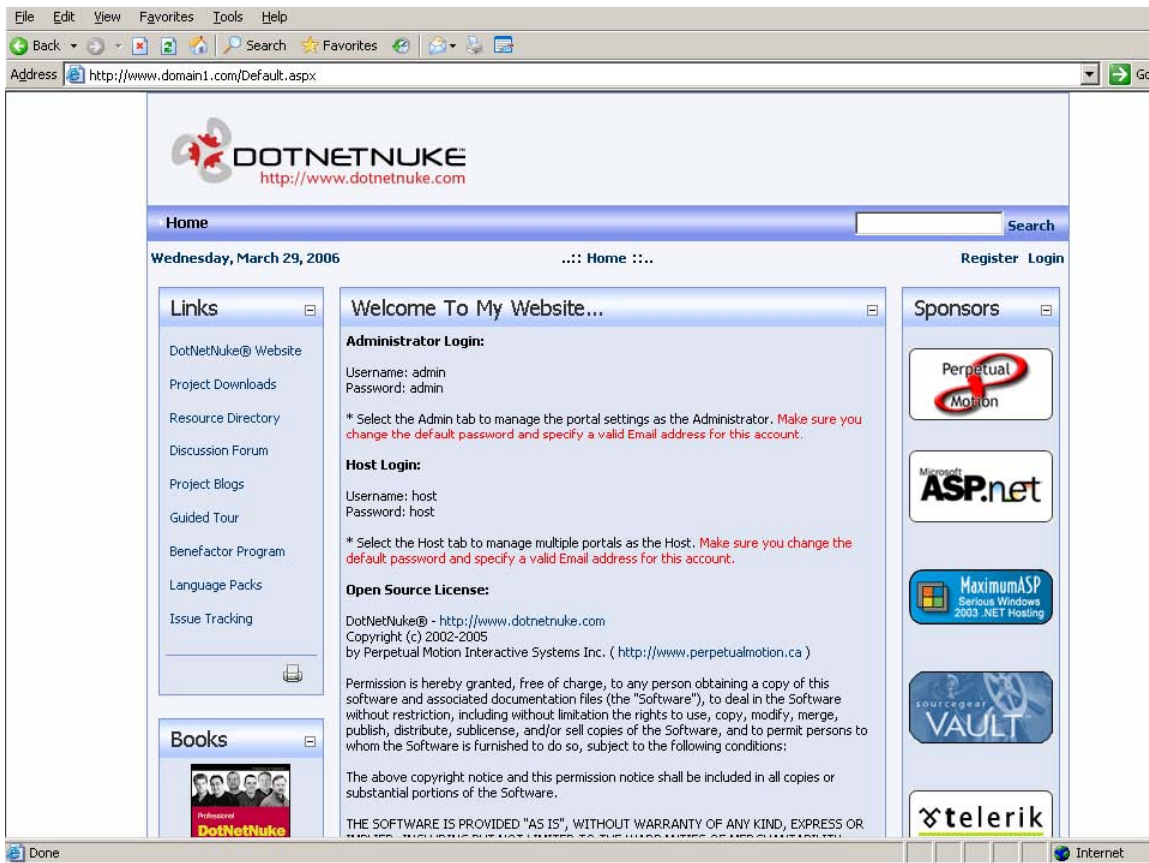 File Edit View Favorites Tools Help
Back Search Favorites
Address http://www.domain1.com/Default.aspx Go
DOTNETNUKE
http://www.dotnetnuke.com
Home
Search
Wednesday, March 29, 2006 ..:: Home ::.. Register Login
Links
DotNetNuke® Website
Project Downloads
Resource Directory
Discussion Forum
Project Blogs
Guided Tour
Benefactor Program
Language Packs
Issue Tracking
Books
Professional
DotNetNuke
Welcome To My Website...
Administrator Login:
Username: admin
Password: admin
* Select the Admin tab to manage the portal settings as the Administrator. Make sure you
change the default password and specify a valid Email address for this account.
Host Login:
Username: host
Password: host
* Select the Host tab to manage multiple portals as the Host. Make sure you change the
default password and specify a valid Email address for this account.
Open Source License:
DotNetNuke® - http://www.dotnetnuke.com
Copyright (c) 2002-2005
by Perpetual Motion Interactive Systems Inc. ( http://www.perpetualmotion.ca )
Permission is hereby granted, free of charge, to any person obtaining a copy of this
software and associated documentation files (the "Software"), to deal in the Software
without restriction, including without limitation the rights to use, copy, modify, merge,
publish, distribute, sublicense, and/or sell copies of the Software, and to permit persons to
whom the Software is furnished to do so, subject to the following conditions:
The above copyright notice and this permission notice shall be included in all copies or
substantial portions of the Software.
THE SOFTWARE IS PROVIDED "AS IS", WITHOUT WARRANTY OF ANY KIND, EXPRESS OR
Sponsors
Perpetual
Motion
Microsoft
ASP.net
MaximumASP
Serious Windows
2003 .NET Hosting
sourcegear
VAULT
telerik
Done Internet